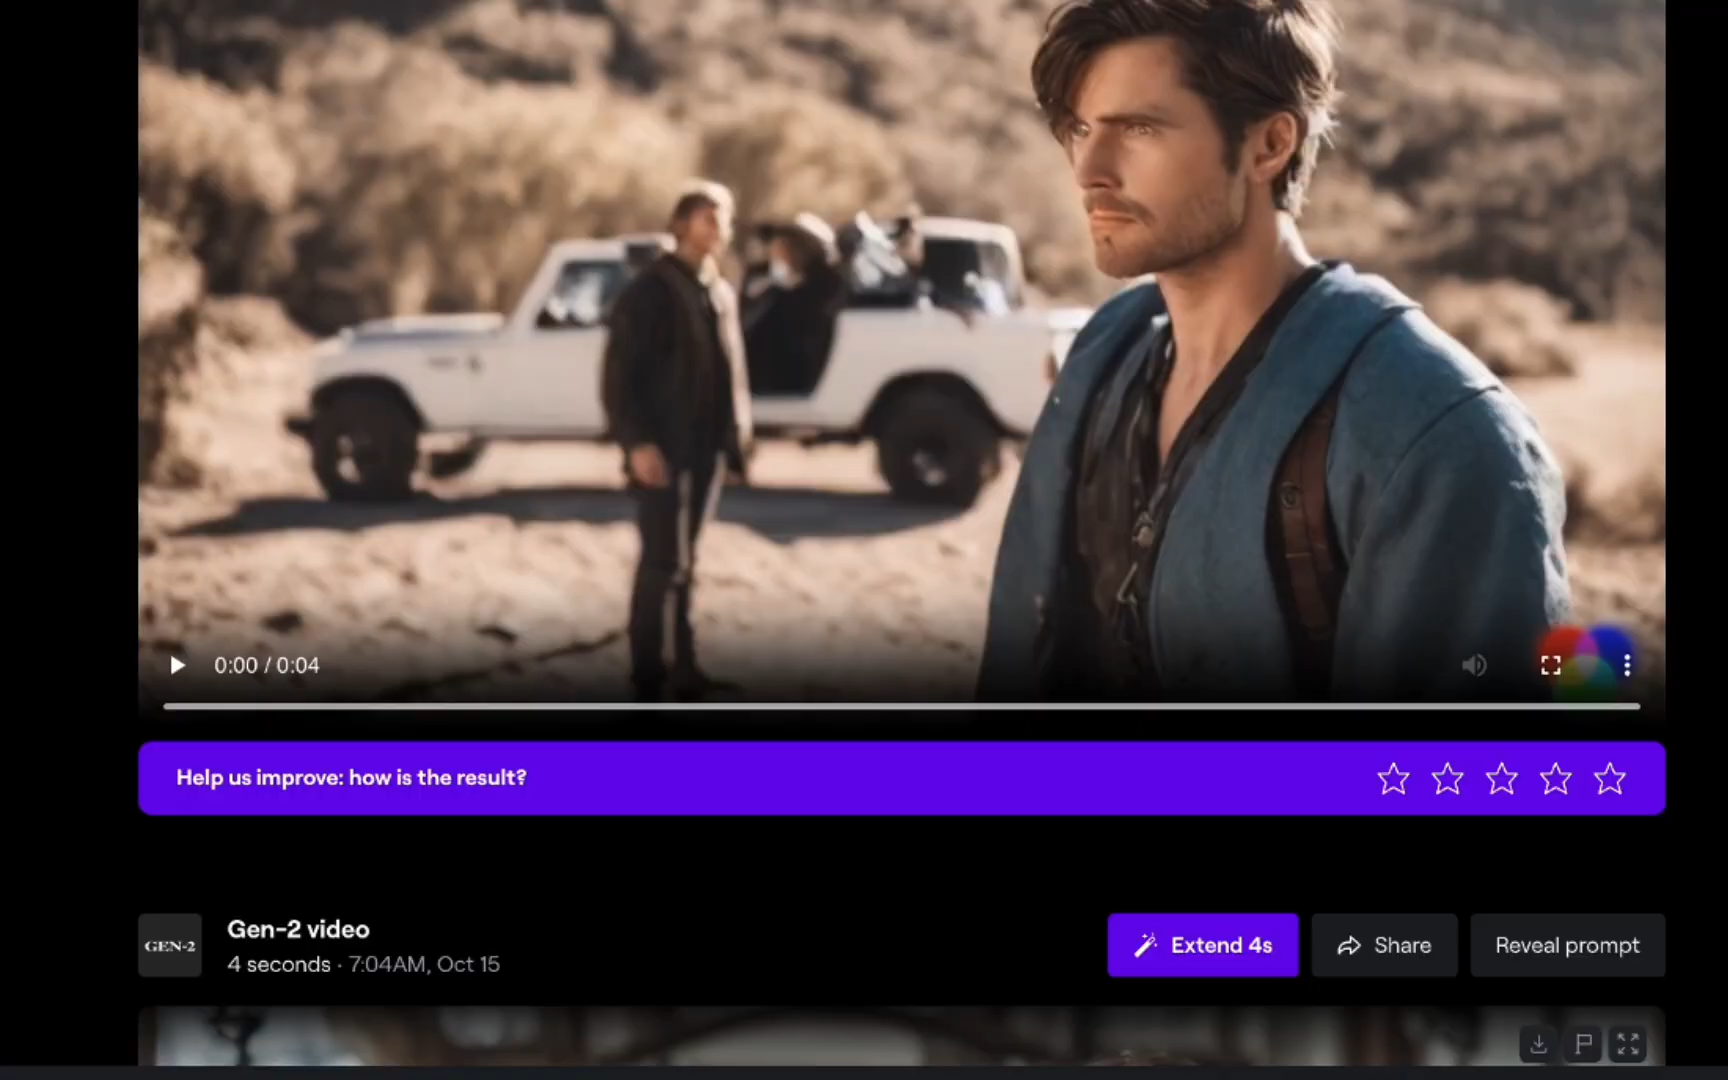 0:00 / 0:04
Help us improve: how is the result?
GEN-2
Gen-2 video
4 seconds · 7:04AM, Oct 15
Extend 4s
Share
Reveal prompt